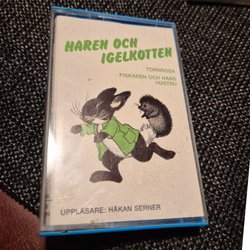 HAREN OCH
IGELKOTTEN
TÖRNROSA
FISKAREN OCH HANS
HUSTRU
UPPLÄSARE: HÅKAN SERNER